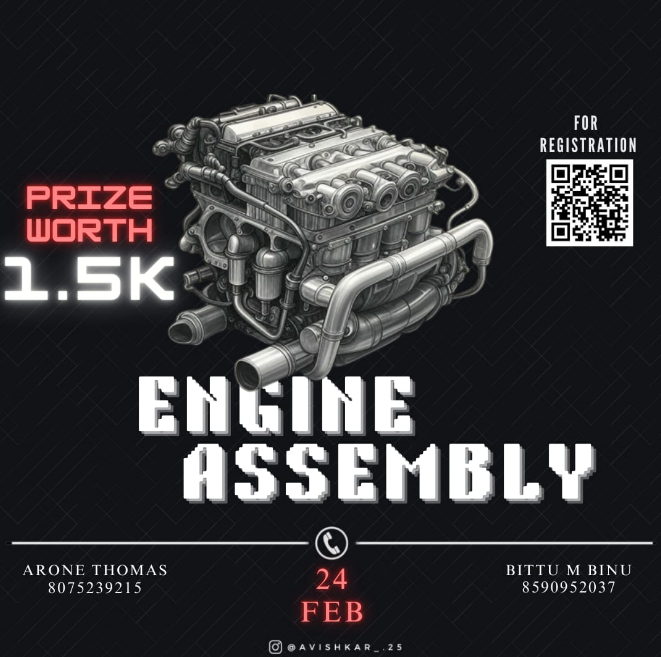 FOR
REGISTRATION
PRIZE
WORTH
1.5K
ENGINE
ASSEMBLY
ARONE THOMAS
8075239215
24
FEB
BITTU M BINU
8590952037
@AVISHKAR_.25